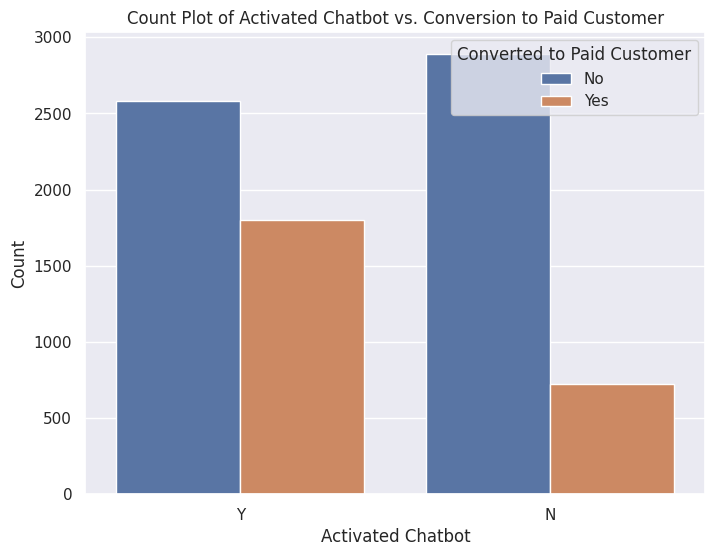 Count Plot of Activated Chatbot vs. Conversion to Paid Customer
3000
2500
2000
1500
1000
500
0
Count
Converted to Paid Customer
No
Yes
Y
N
Activated Chatbot